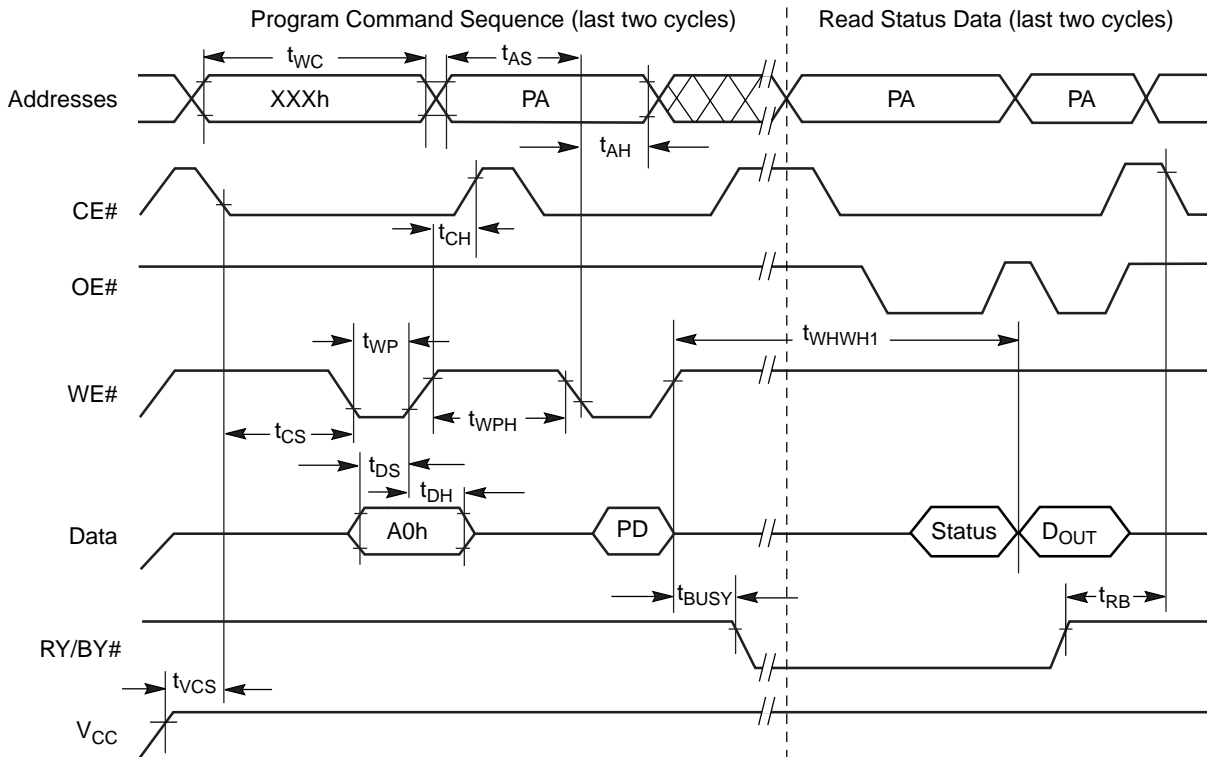 Program Command Sequence (last two cycles)
Read Status Data (last two cycles)
tWC
tAS
Addresses
XXXh
PA
PA
PA
tAH
CE#
tCH
OE#
tWP
tWHWH1
WE#
tCS
tWPH
tDS
tDH
Data
A0h
PD
Status
DOUT
tBUSY
tRB
RY/BY#
tVCS
VCC